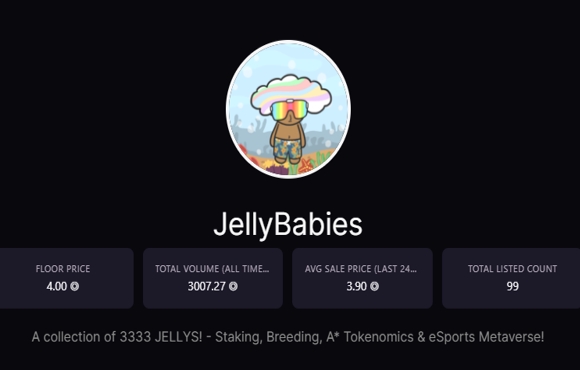 JellyBabies
FLOOR PRICE
4.00
TOTAL VOLUME (ALL TIME...
3007.27
AVG SALE PRICE (LAST 24...
3.90
TOTAL LISTED COUNT
99
A collection of 3333 JELLYS! - Staking, Breeding, A* Tokenomics & eSports Metaverse!